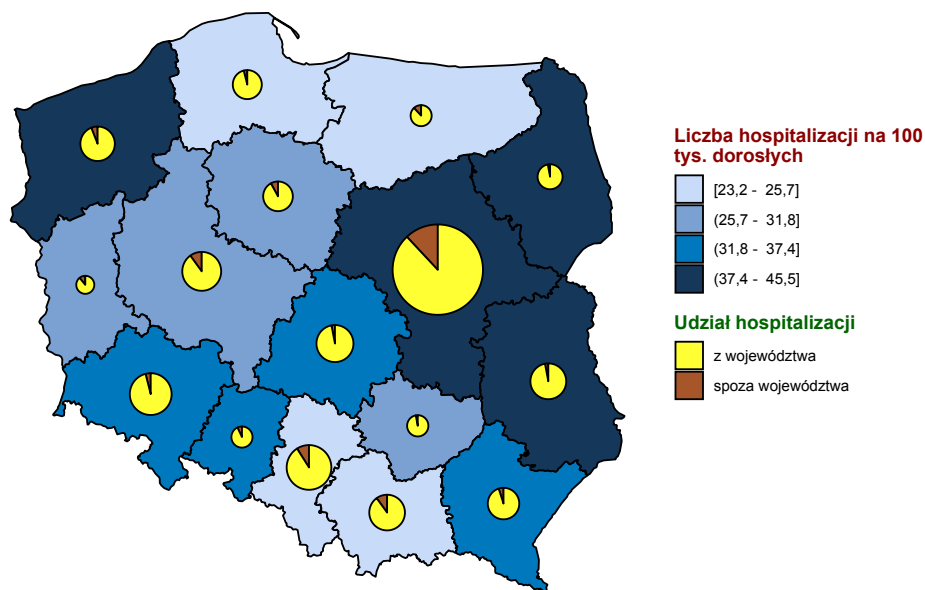 Liczba hospitalizacji na 100
tys. dorosłych
[23,2 - 25,7]
(25,7 - 31,8]
(31,8 - 37,4]
(37,4 - 45,5]
Udział hospitalizacji
z województwa
spoza województwa